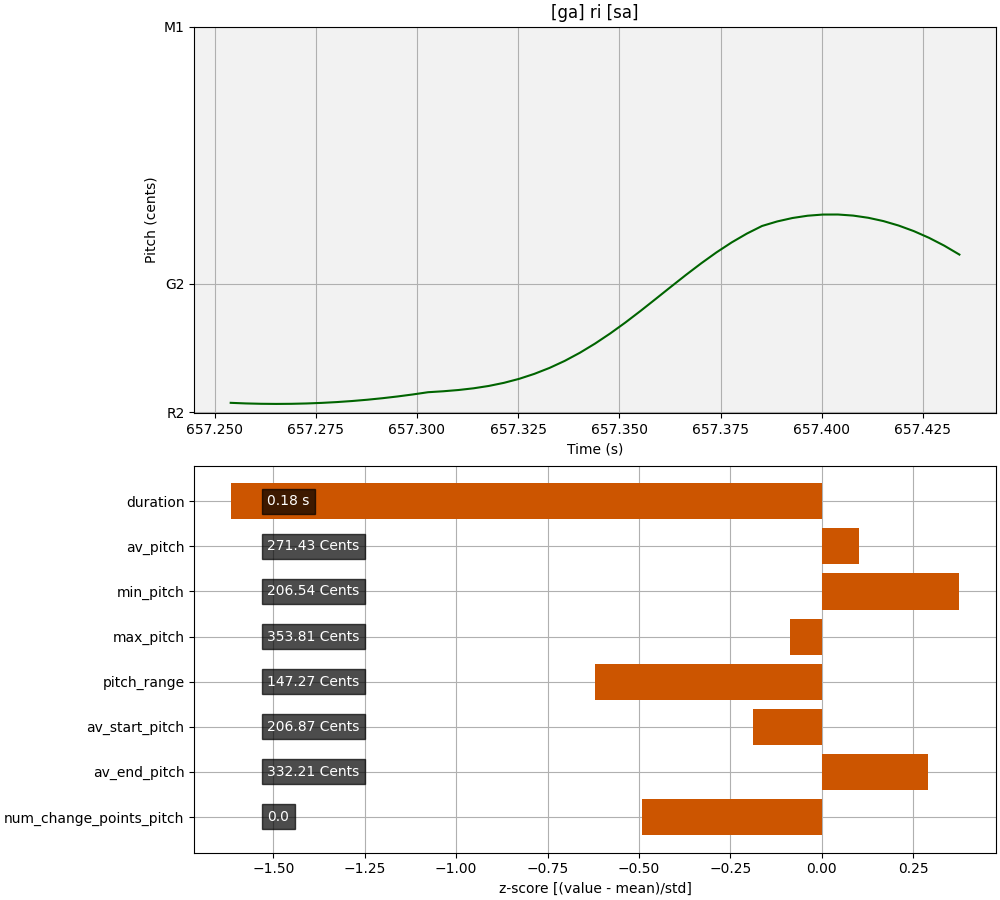 [ga] ri [sa]
M1
G2
R2
Pitch (cents)
657.250 657.275 657.300 657.325 657.350 657.375 657.400 657.425
Time (s)
duration 0.18 s
av_pitch 271.43 Cents
min_pitch 206.54 Cents
max_pitch 353.81 Cents
pitch_range 147.27 Cents
av_start_pitch 206.87 Cents
av_end_pitch 332.21 Cents
num_change_points_pitch 0.0
−1.50 −1.25 −1.00 −0.75 −0.50 −0.25 0.00 0.25
z-score [(value - mean)/std]